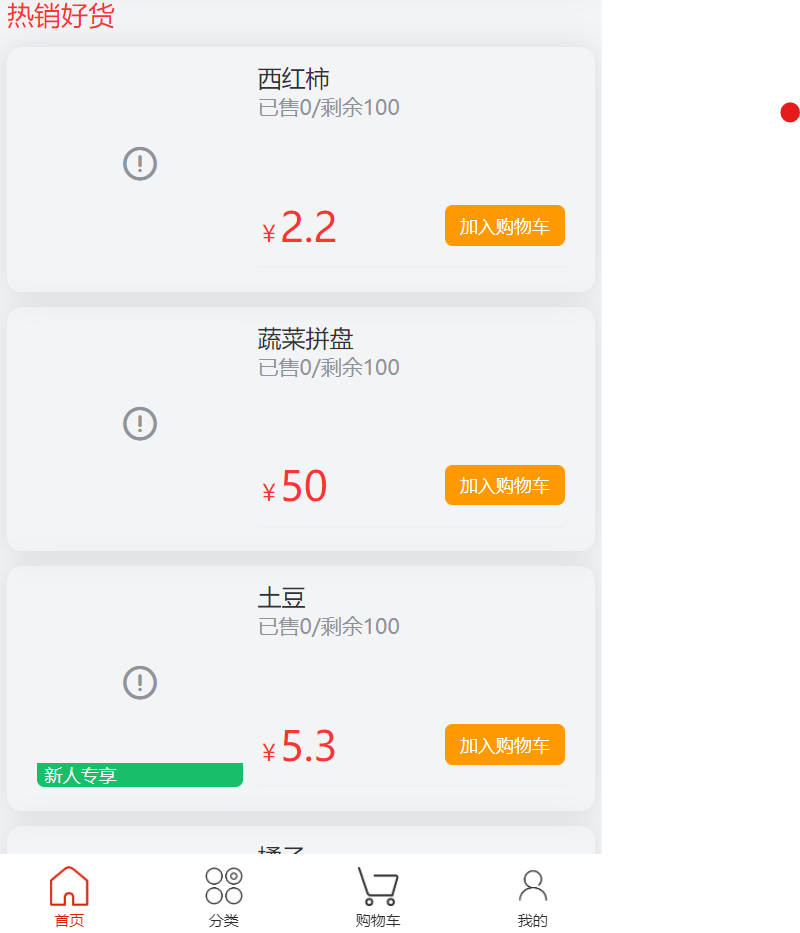 热销好货
西红柿
已售0/剩余100
¥2.2
加入购物车
蔬菜拼盘
已售0/剩余100
¥50
加入购物车
土豆
已售0/剩余100
¥5.3
加入购物车
新人专享
首页
分类
购物车
我的